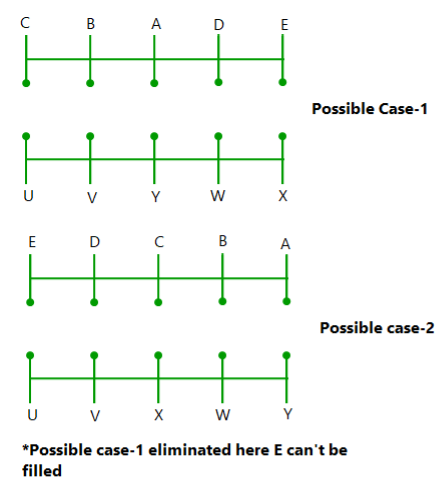 C B A D E
Possible Case-1
U V Y W X
E D C B A
Possible case-2
U V X W Y
*Possible case-1 eliminated here E can't be
filled